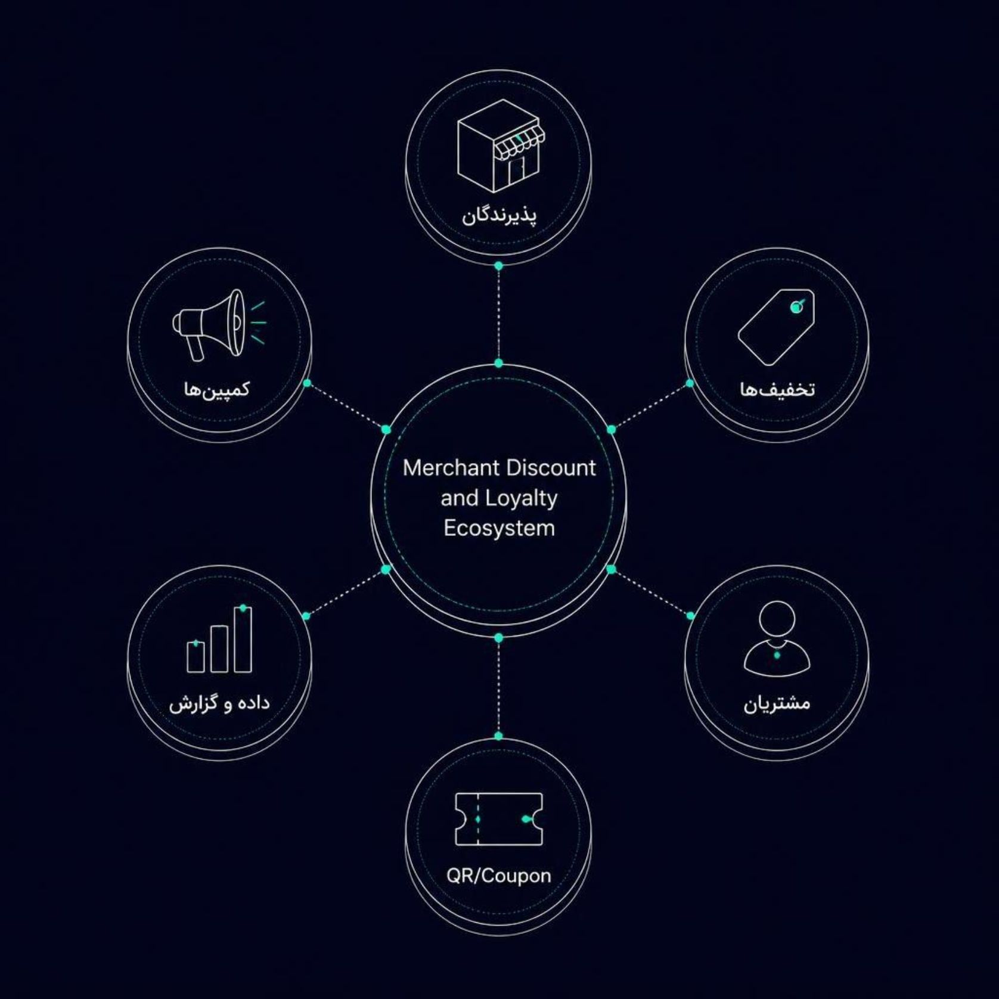 پذیرندگان
کمپین‌ها
تخفیف‌ها
Merchant Discount
and Loyalty
Ecosystem
داده و گزارش
مشتریان
QR/Coupon